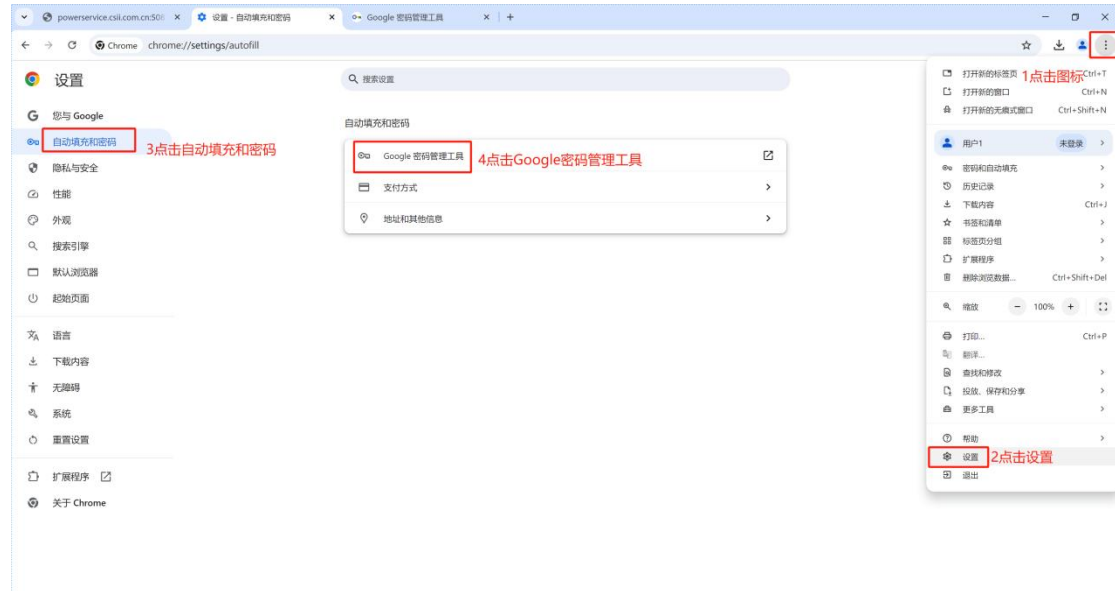 powerservice.csii.com.cn:508
设置 - 自动填充和密码
Google 密码管理工具
Chrome
chrome://settings/autofill
设置
搜索设置
您与 Google
自动填充和密码
3点击自动填充和密码
隐私与安全
性能
外观
搜索引擎
默认浏览器
起始页面
语言
下载内容
无障碍
系统
重置设置
扩展程序
关于 Chrome
自动填充和密码
Google 密码管理工具
4点击Google密码管理工具
支付方式
地址和其他信息
打开新的标签页 1点击图标 Ctrl+T
打开新的窗口 Ctrl+N
打开新的无痕式窗口 Ctrl+Shift+N
用户1 未登录
密码和自动填充
历史记录
下载内容 Ctrl+J
书签和清单
标签页分组
扩展程序
删除浏览数据... Ctrl+Shift+Del
缩放 − 100% +
打印... Ctrl+P
翻译...
查找和修改
投放、保存和分享
更多工具
帮助
设置 2点击设置
退出